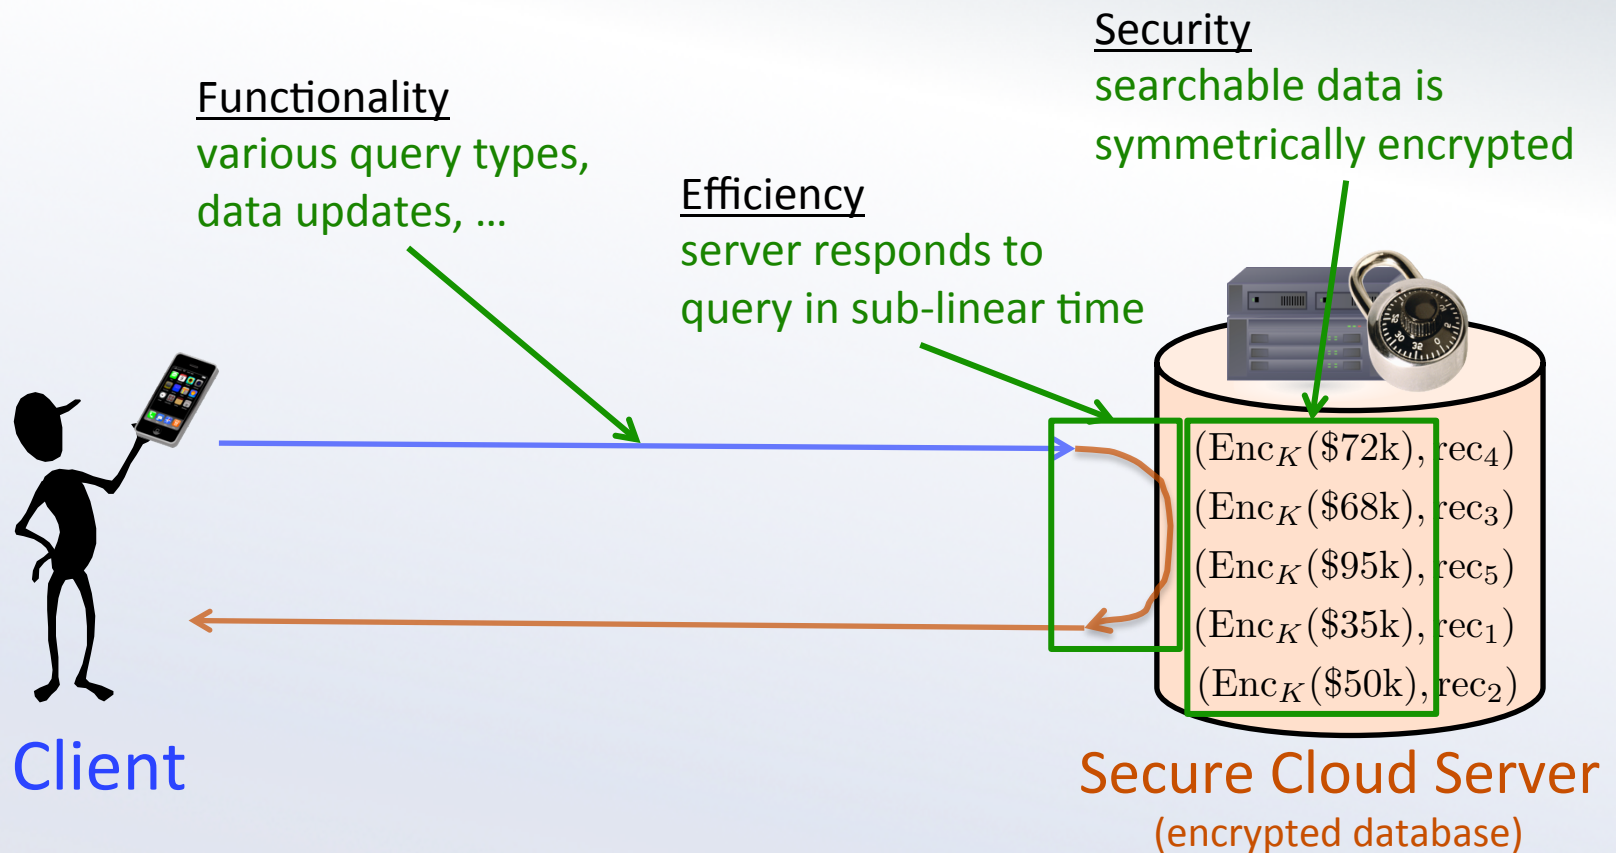 Functionality
various query types,
data updates, ...
Efficiency
server responds to
query in sub-linear time
Security
searchable data is
symmetrically encrypted
(Enc_K($72k), rec_4)
(Enc_K($68k), rec_3)
(Enc_K($95k), rec_5)
(Enc_K($35k), rec_1)
(Enc_K($50k), rec_2)
Client
Secure Cloud Server
(encrypted database)